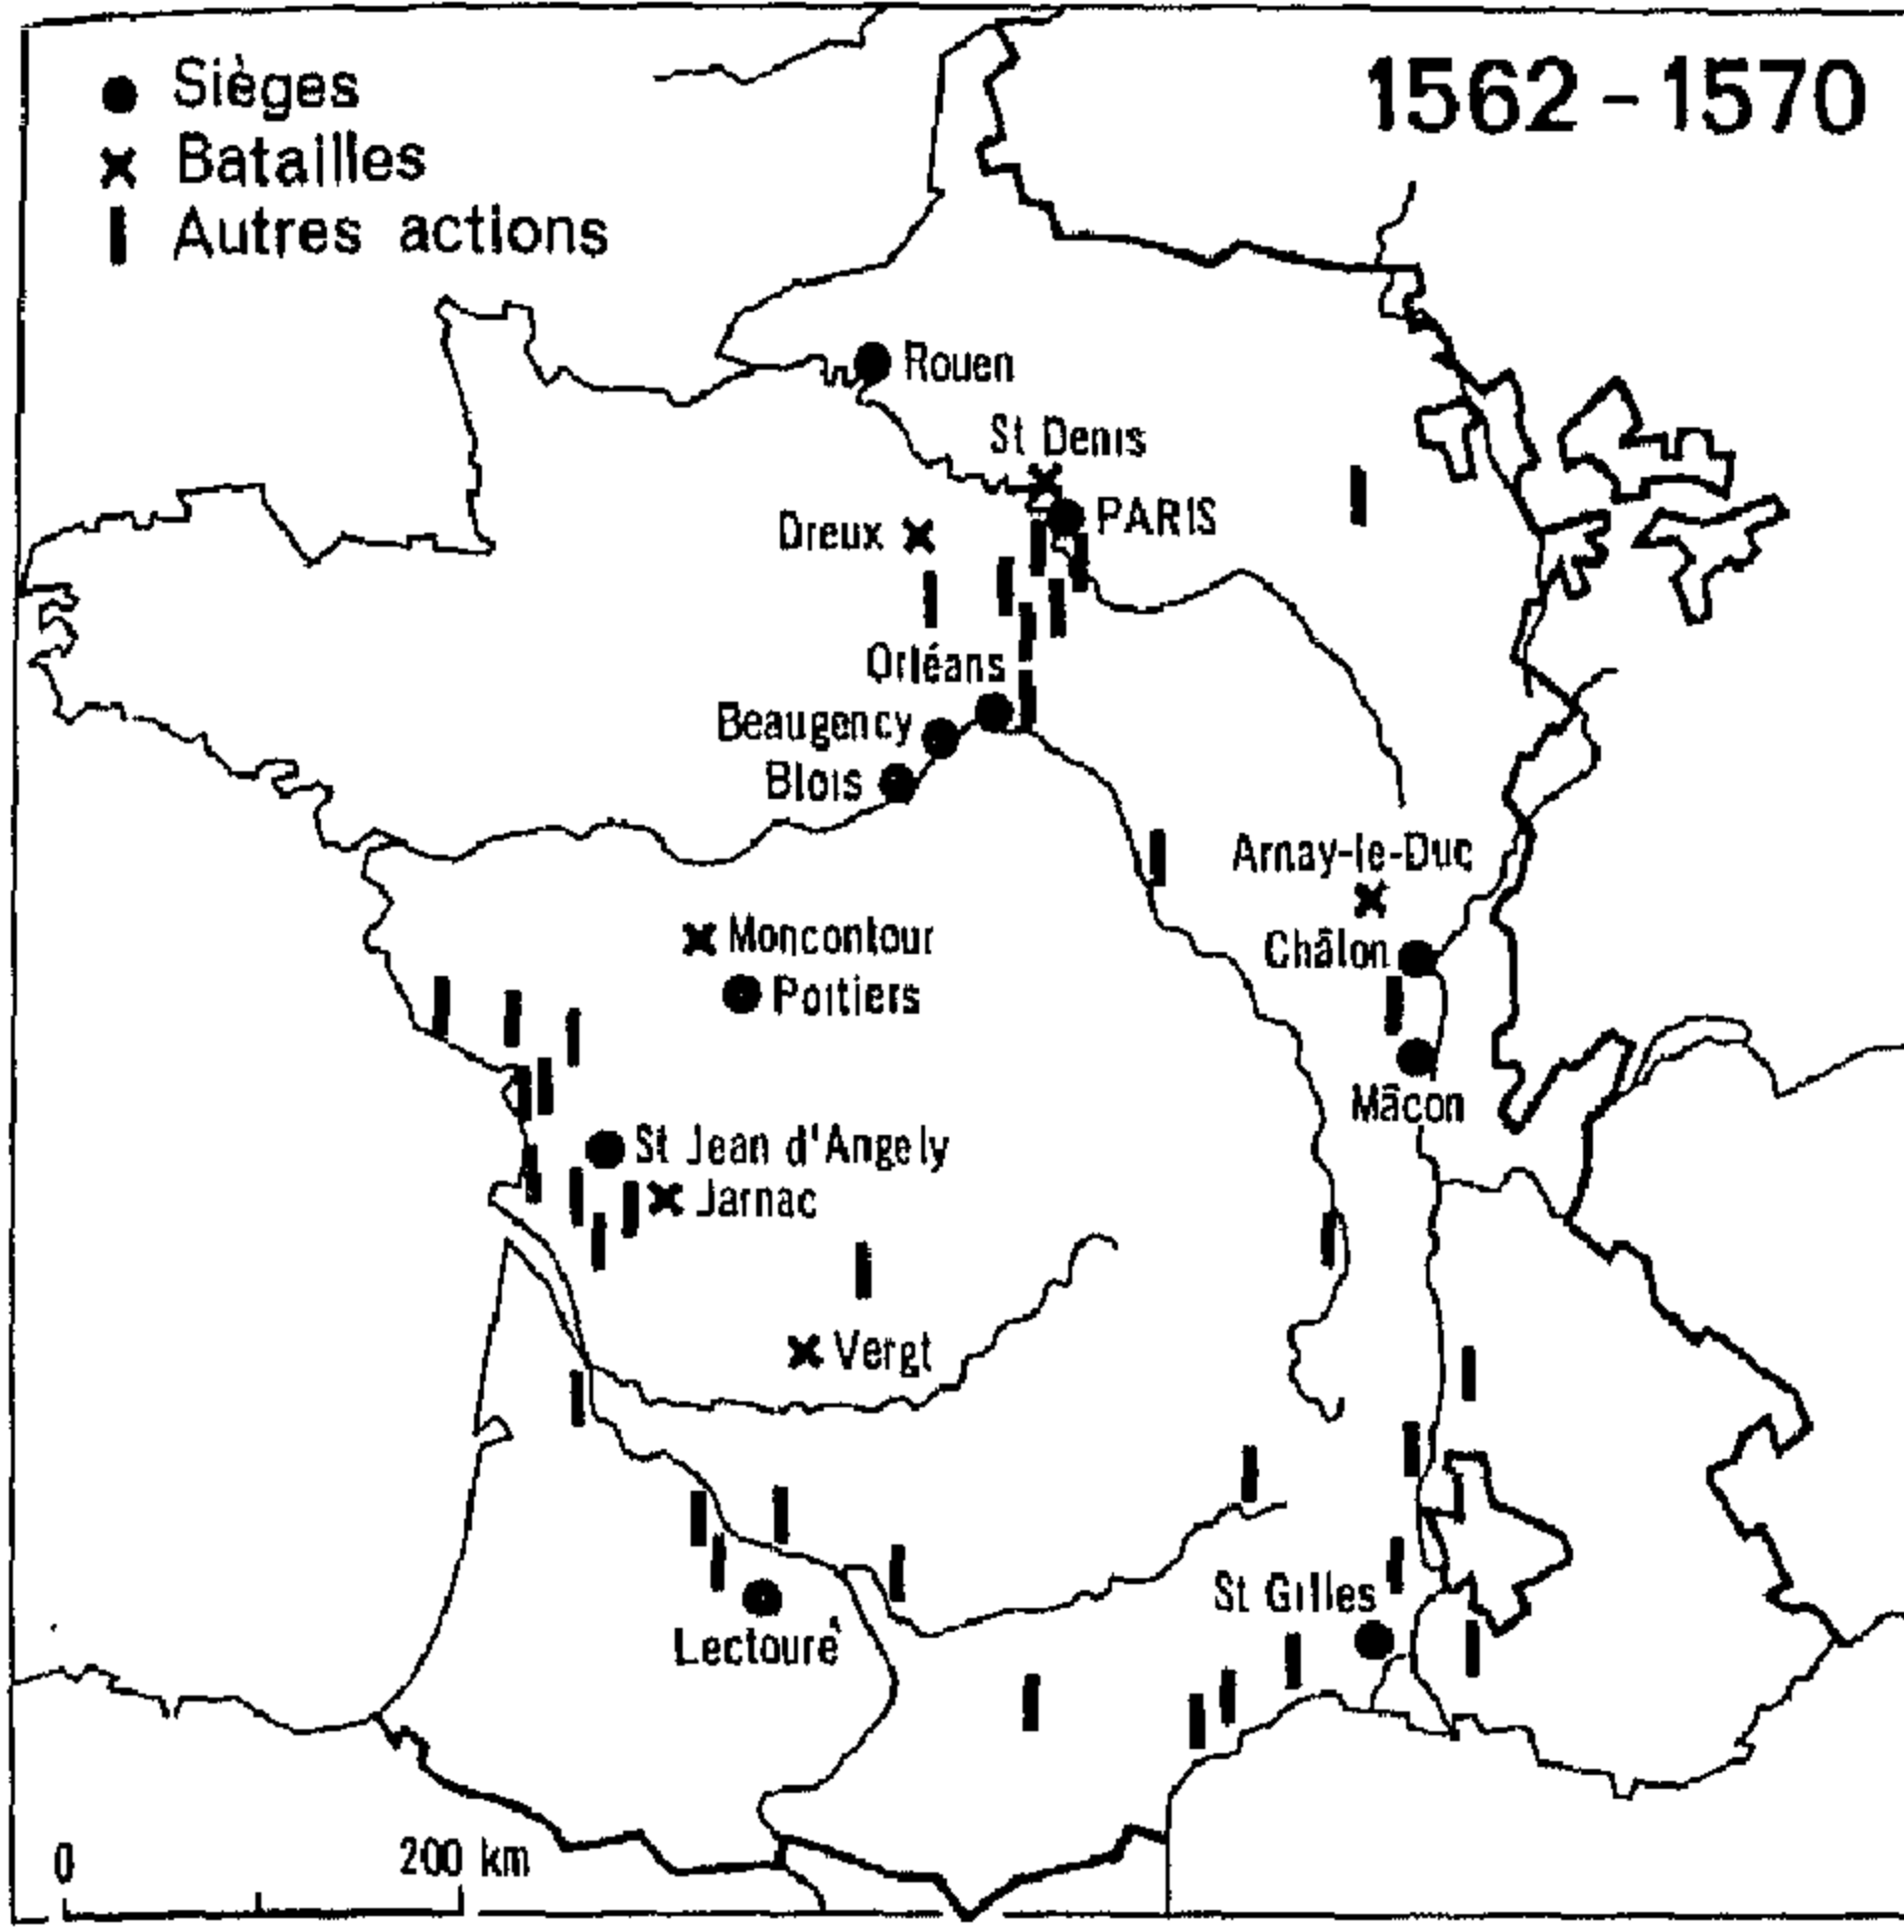 Sièges
Batailles
Autres actions
1562-1570
Rouen
St Denis
PARIS
Dreux
Orléans
Beaugency
Blois
Arnay-le-Duc
Moncontour
Châlon
Poitiers
Mâcon
St Jean d'Angely
Jarnac
Vergt
St Gilles
Lectoure
0
200 km